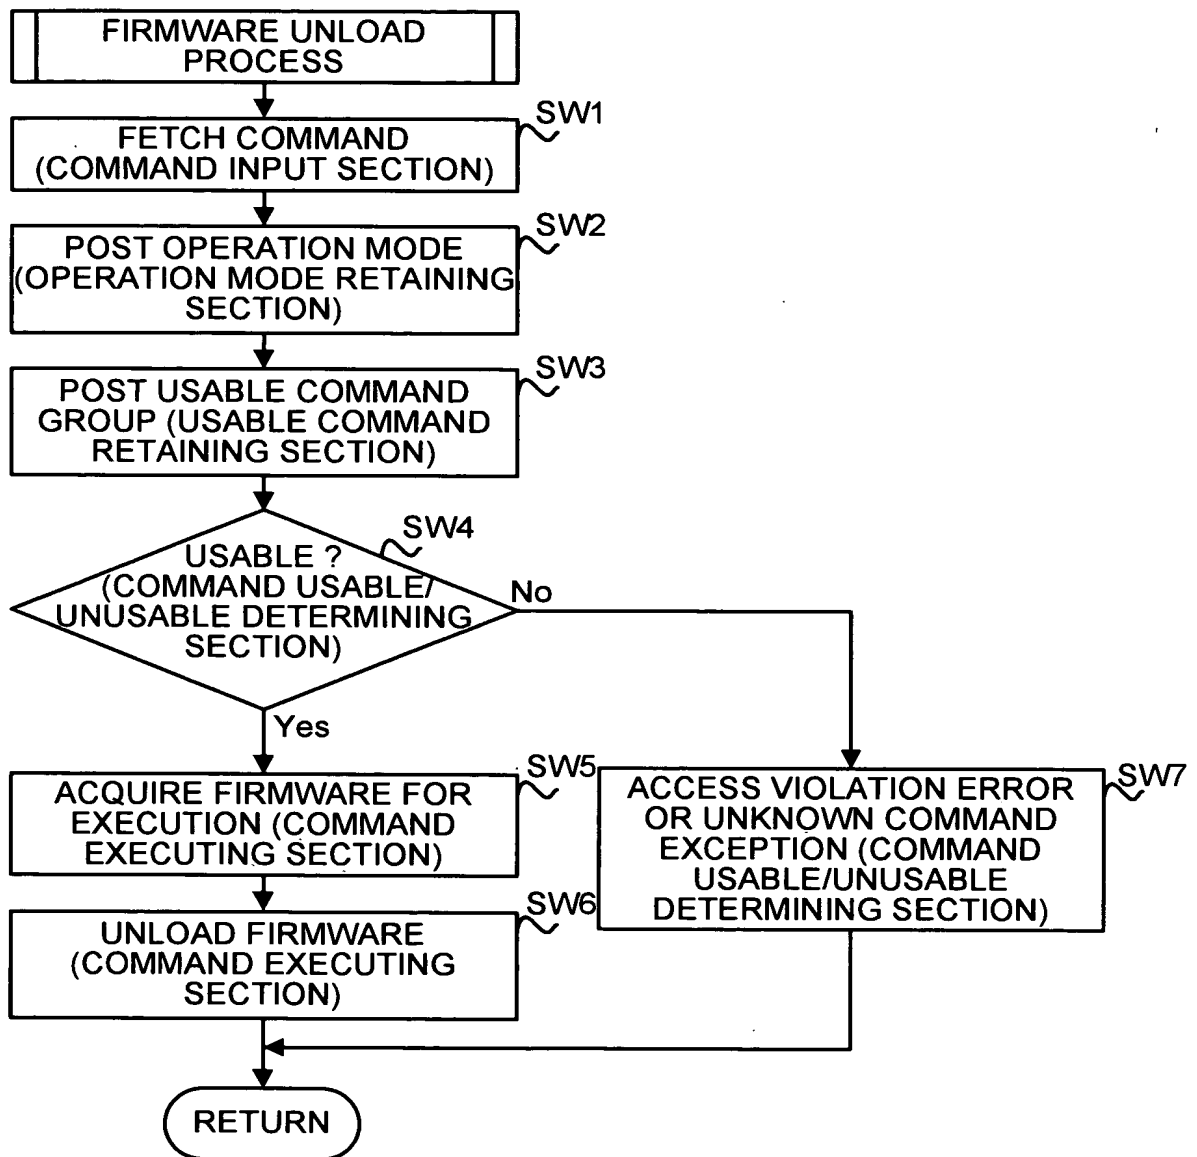 FIRMWARE UNLOAD
PROCESS
SW1
FETCH COMMAND
(COMMAND INPUT SECTION)
SW2
POST OPERATION MODE
(OPERATION MODE RETAINING
SECTION)
SW3
POST USABLE COMMAND
GROUP (USABLE COMMAND
RETAINING SECTION)
SW4
USABLE ?
(COMMAND USABLE/
UNUSABLE DETERMINING
SECTION)
No
Yes
SW5
ACQUIRE FIRMWARE FOR
EXECUTION (COMMAND
EXECUTING SECTION)
SW7
ACCESS VIOLATION ERROR
OR UNKNOWN COMMAND
EXCEPTION (COMMAND
USABLE/UNUSABLE
DETERMINING SECTION)
SW6
UNLOAD FIRMWARE
(COMMAND EXECUTING
SECTION)
RETURN